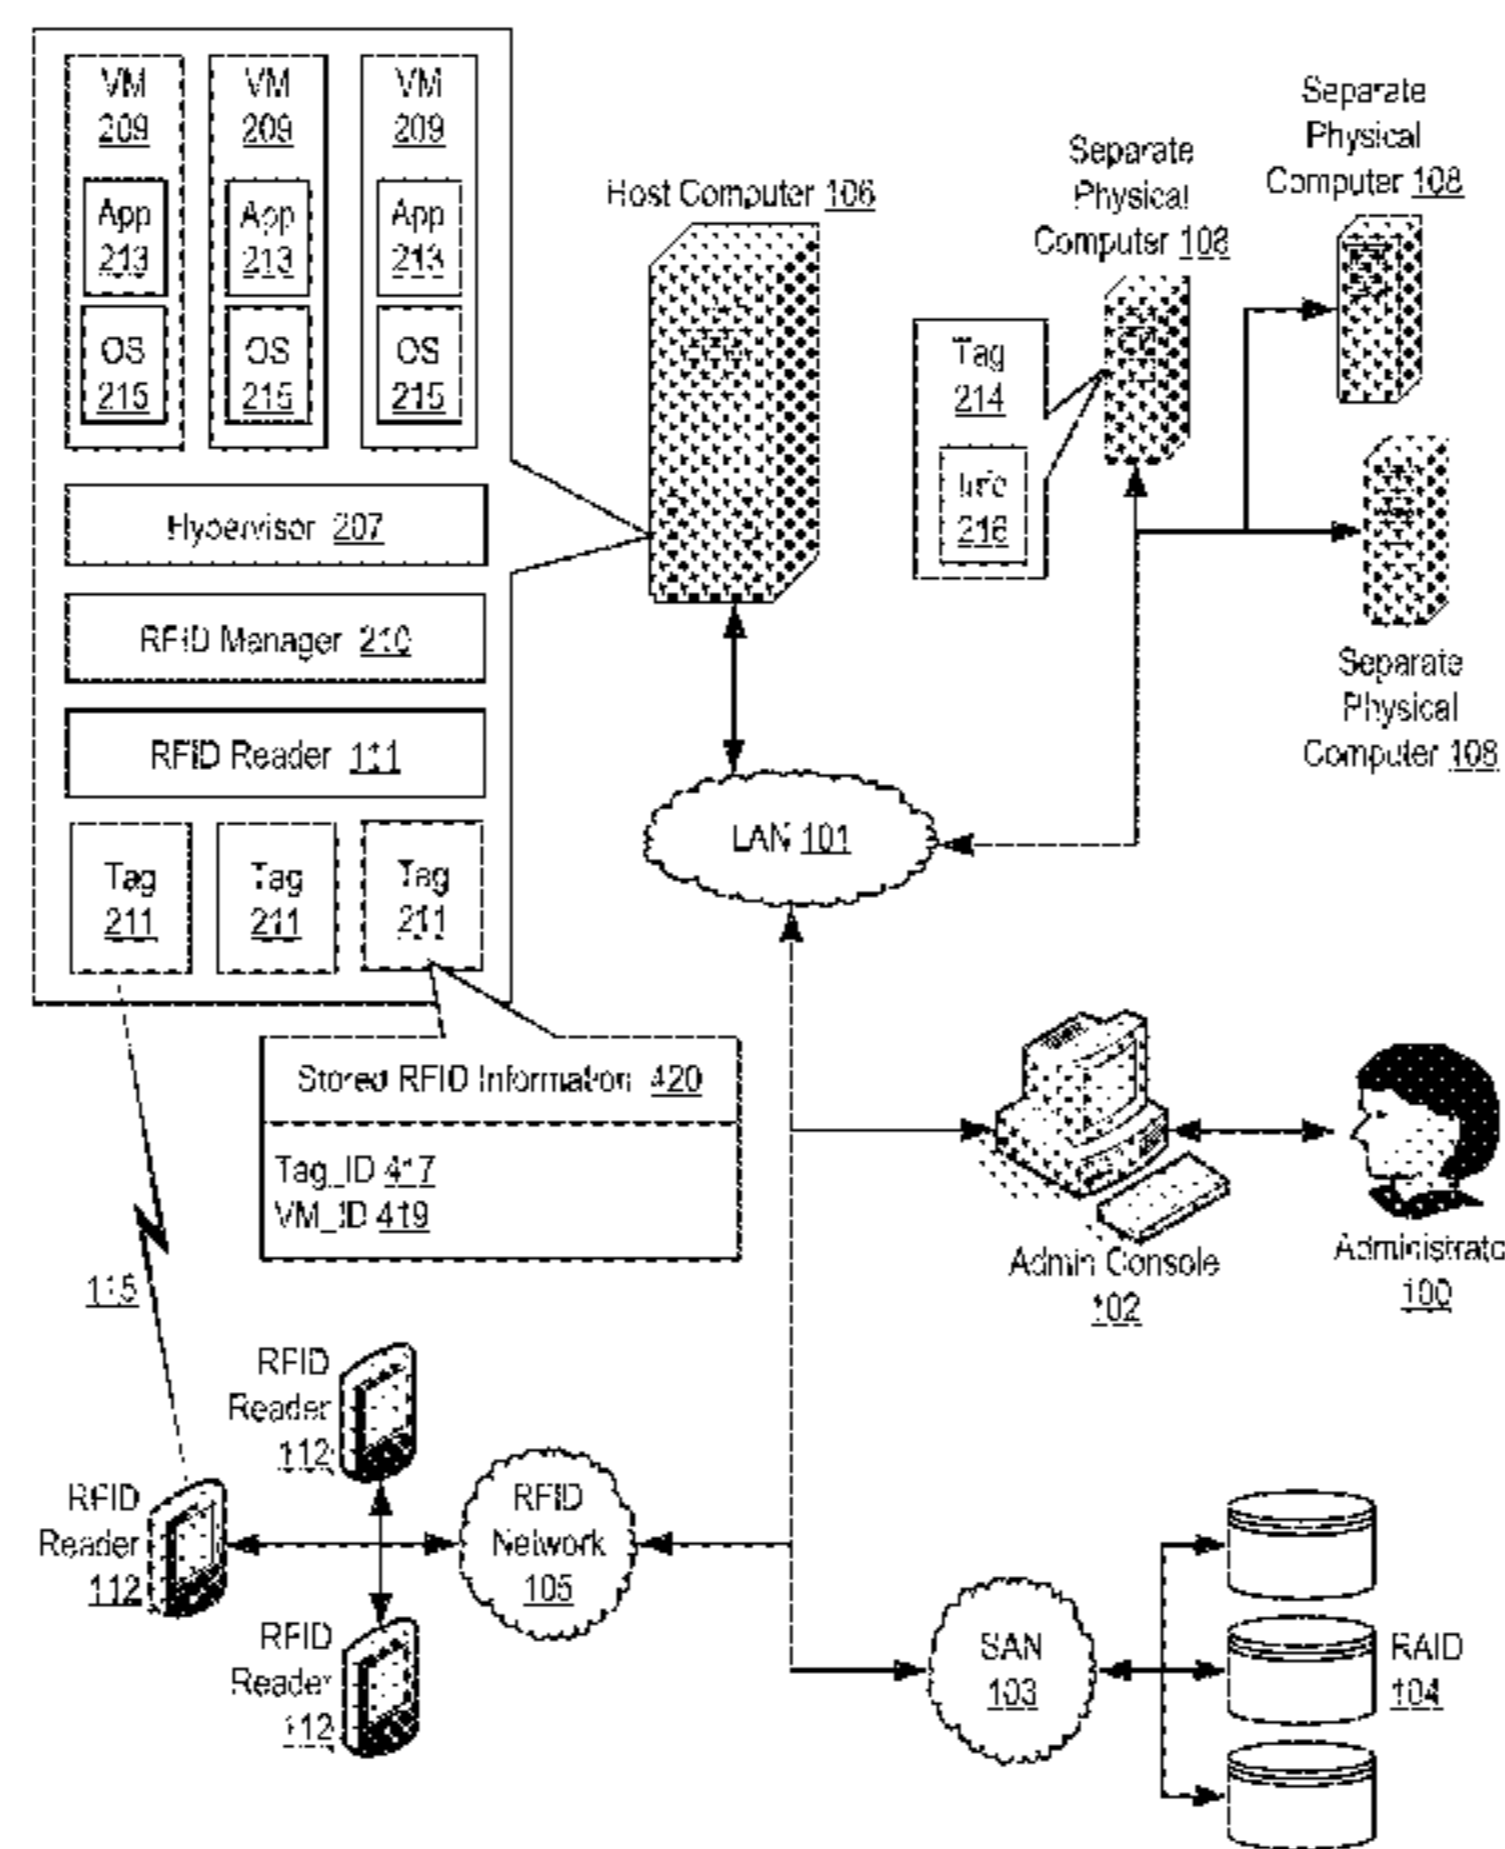 VM
209
App
213
OS
215
VM
209
App
213
OS
215
VM
209
App
213
OS
215
Hypervisor 207
RFID Manager 210
RFID Reader 111
Tag
211
Tag
211
Tag
211
Stored RFID Information 420
Tag_ID 417
VM_ID 419
115
Host Computer 106
Separate
Physical
Computer 108
Separate
Physical
Computer 108
Tag
214
Info
216
Separate
Physical
Computer 108
LAN 101
Admin Console
102
Administrato
100
RFID
Reader
112
RFID
Reader
112
RFID
Reader
112
RFID
Network
105
SAN
103
RAID
104